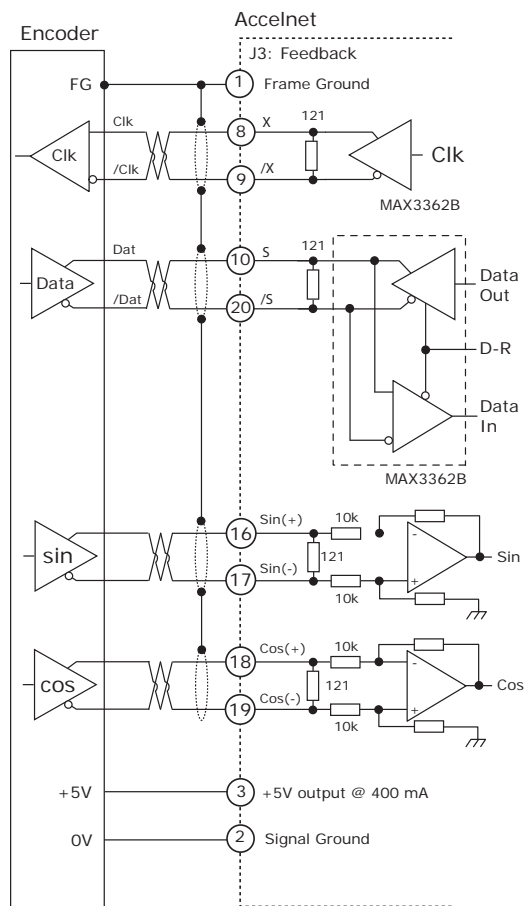 Accelnet
Encoder
J3: Feedback
FG
1
Frame Ground
Clk
Clk
/Clk
8
X
9
/X
121
Clk
MAX3362B
Data
Dat
/Dat
10
S
20
/S
121
Data
Out
D-R
Data
In
MAX3362B
sin
16
Sin(+)
17
Sin(-)
10k
121
10k
-
+
Sin
cos
18
Cos(+)
19
Cos(-)
10k
121
10k
-
+
Cos
+5V
3
+5V output @ 400 mA
0V
2
Signal Ground